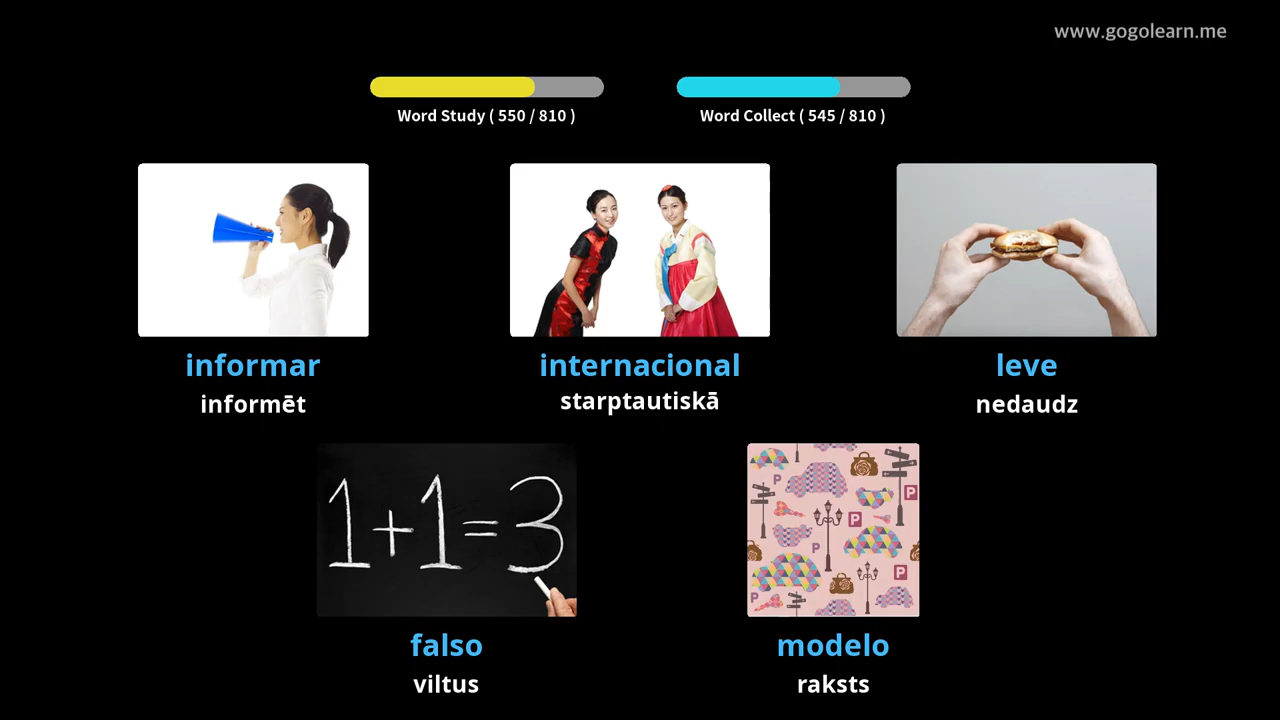 www.gogolearn.me
Word Study ( 550 / 810 )
Word Collect ( 545 / 810 )
informar
informēt
internacional
starptautiskā
leve
nedaudz
1+1=3
falso
viltus
P
P
P
P
P
P
modelo
raksts